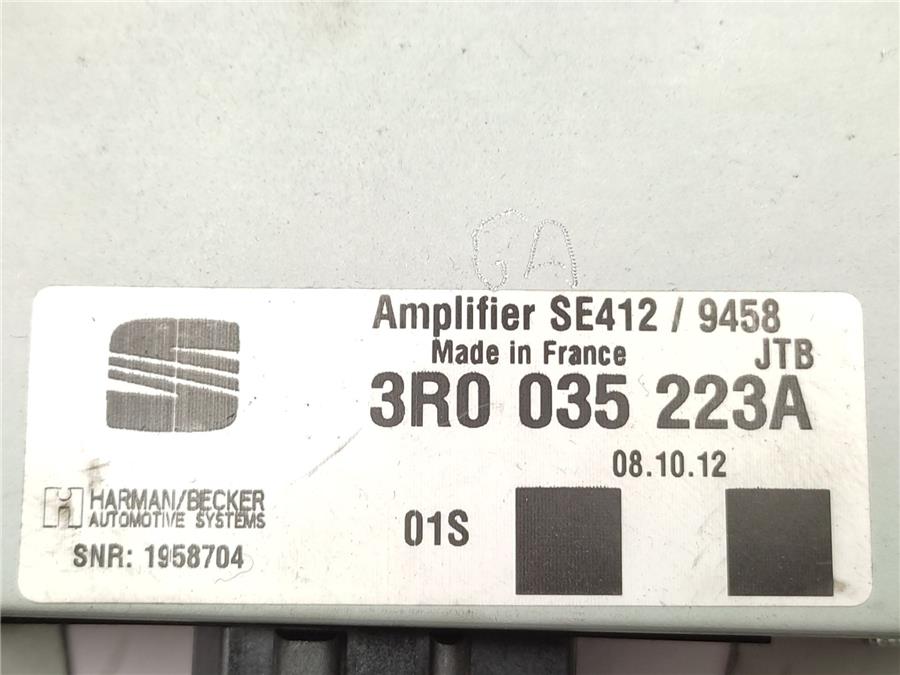 GA
Amplifier SE412 / 9458
Made in France JTB
3R0 035 223A
08.10.12
HARMAN/BECKER
AUTOMOTIVE SYSTEMS
01S
SNR: 1958704